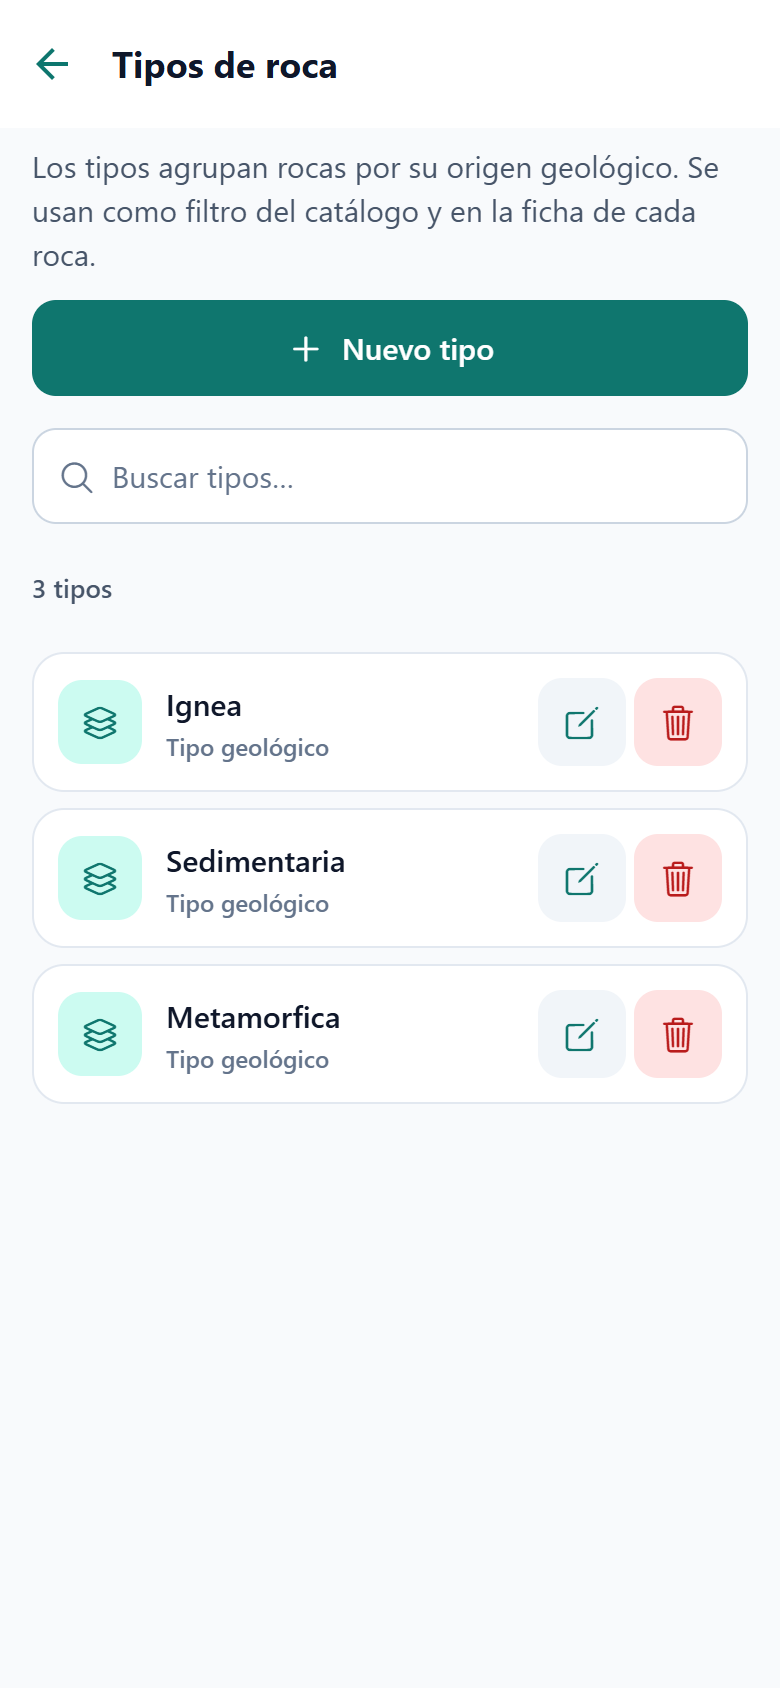 Tipos de roca
Los tipos agrupan rocas por su origen geológico. Se
usan como filtro del catálogo y en la ficha de cada
roca.
Nuevo tipo
Buscar tipos...
3 tipos
Ignea
Tipo geológico
Sedimentaria
Tipo geológico
Metamorfica
Tipo geológico